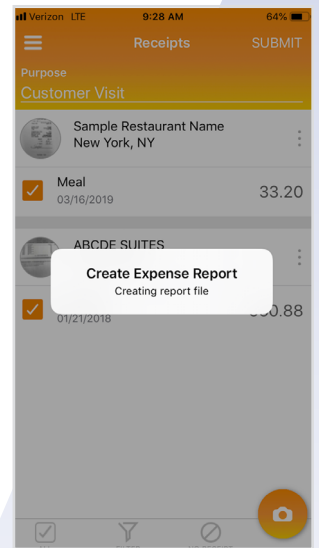 Verizon LTE 9:28 AM 64%
Receipts SUBMIT
Purpose
Customer Visit
Sample Restaurant Name
New York, NY
Meal 33.20
03/16/2019
ABCDE SUITES
Create Expense Report
Creating report file
01/21/2018